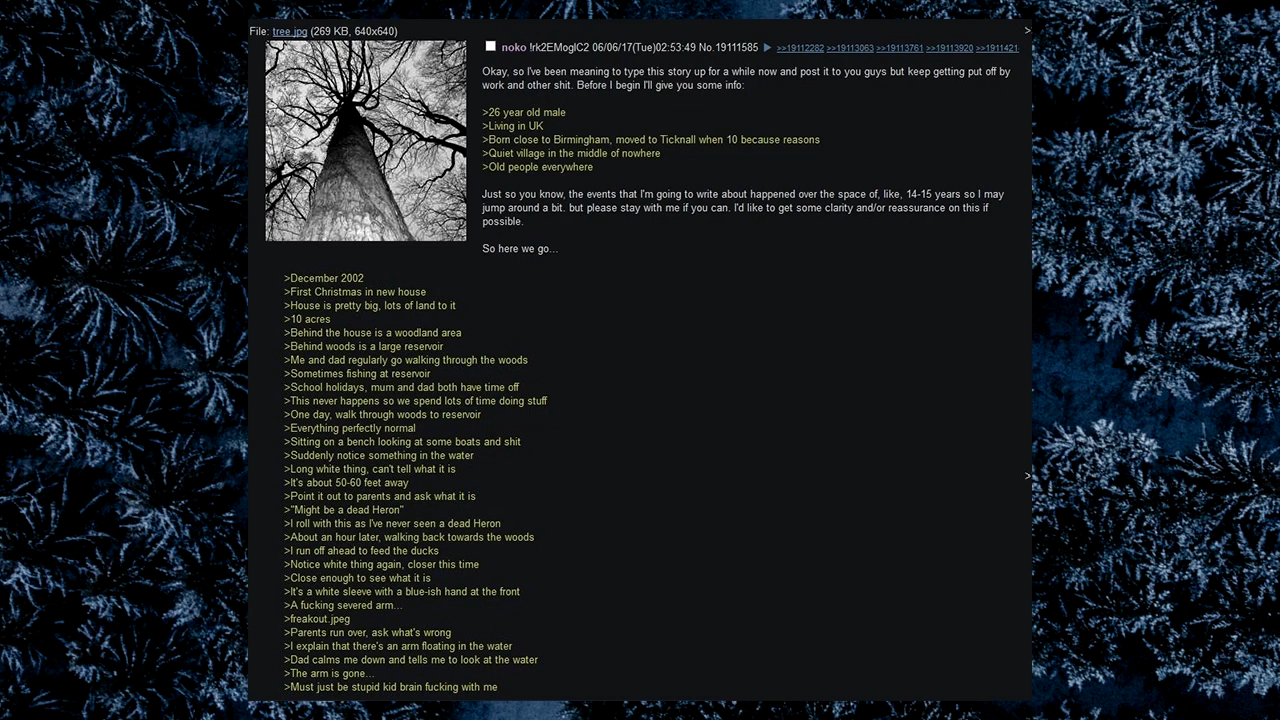 File: tree.jpg (269 KB, 640x640)
noko !rk2EMoglC2 06/06/17(Tue)02:53:49 No.19111585 ▶ >>19112282 >>19113063 >>19113761 >>19113920 >>1911421
Okay, so I've been meaning to type this story up for a while now and post it to you guys but keep getting put off by
work and other shit. Before I begin I'll give you some info:
>26 year old male
>Living in UK
>Born close to Birmingham, moved to Ticknall when 10 because reasons
>Quiet village in the middle of nowhere
>Old people everywhere
Just so you know, the events that I'm going to write about happened over the space of, like, 14-15 years so I may
jump around a bit. but please stay with me if you can. I'd like to get some clarity and/or reassurance on this if
possible.
So here we go...
>December 2002
>First Christmas in new house
>House is pretty big, lots of land to it
>10 acres
>Behind the house is a woodland area
>Behind woods is a large reservoir
>Me and dad regularly go walking through the woods
>Sometimes fishing at reservoir
>School holidays, mum and dad both have time off
>This never happens so we spend lots of time doing stuff
>One day, walk through woods to reservoir
>Everything perfectly normal
>Sitting on a bench looking at some boats and shit
>Suddenly notice something in the water
>Long white thing, can't tell what it is
>It's about 50-60 feet away
>Point it out to parents and ask what it is
>"Might be a dead Heron"
>I roll with this as I've never seen a dead Heron
>About an hour later, walking back towards the woods
>I run off ahead to feed the ducks
>Notice white thing again, closer this time
>Close enough to see what it is
>It's a white sleeve with a blue-ish hand at the front
>A fucking severed arm...
>freakout.jpeg
>Parents run over, ask what's wrong
>I explain that there's an arm floating in the water
>Dad calms me down and tells me to look at the water
>The arm is gone...
>Must just be stupid kid brain fucking with me